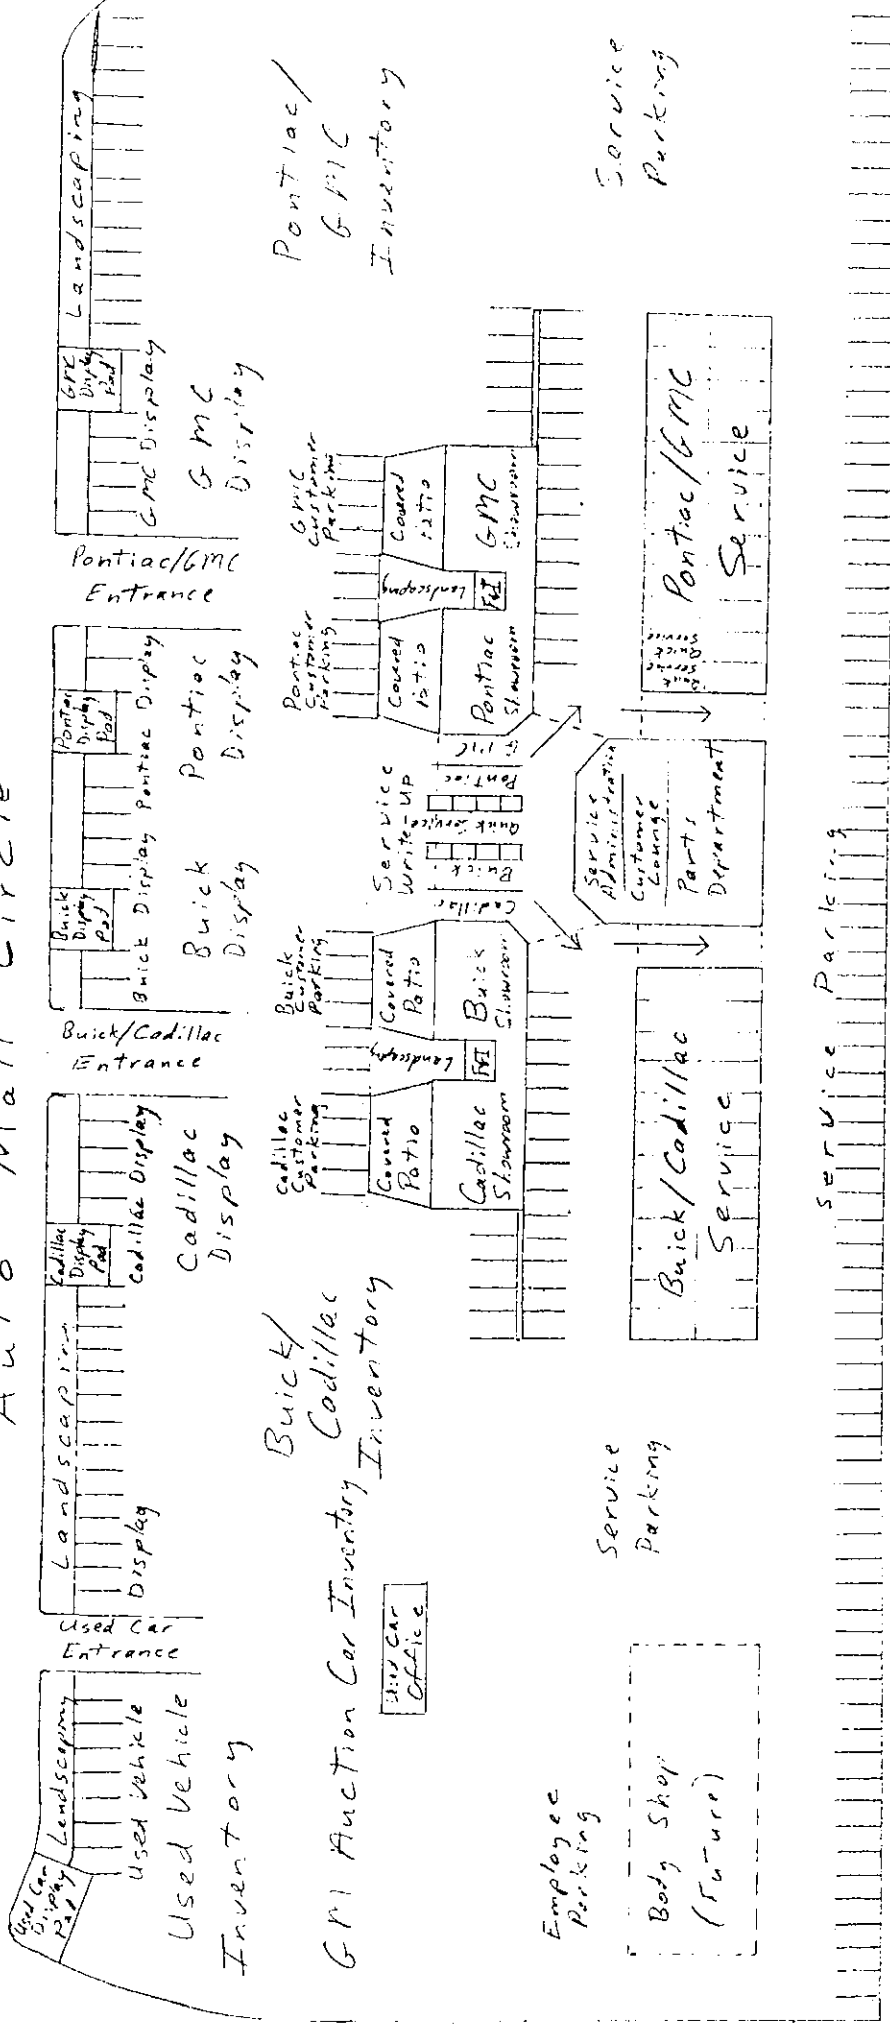 Auto Mall Circle
Used Car
Display
Pad
Landscaping
Used Vehicle
Used Vehicle
Inventory
Used Car
Entrance
Landscaping
Display
Cadillac
Display
Pad
Cadillac Display
Cadillac
Display
Buick/Cadillac
Entrance
Buick
Display
Pad
Buick Display
Buick
Display
Pontiac
Display
Pad
Pontiac Display
Pontiac
Display
Pontiac/GMC
Entrance
GMC
Display
Pad
GMC Display
GMC
Display
Landscaping
GM Auction Car Inventory
Used Car
Office
Buick/
Cadillac
Inventory
Cadillac
Customer
Parking
Covered
Patio
Cadillac
Showroom
Landscaping
F&I
Buick
Customer
Parking
Covered
Patio
Buick
Showroom
Service
Write-Up
Cadillac
Buick
Quick Service
Pontiac
GMC
Pontiac
Customer
Parking
Covered
Patio
Pontiac
Showroom
Landscaping
F&I
GMC
Customer
Parking
Covered
Patio
GMC
Showroom
Pontiac/
GMC
Inventory
Employee
Parking
Body Shop
(Future)
Service
Parking
Buick/Cadillac
Service
Service
Administration
Customer
Lounge
Parts
Department
Quick
Service
Pontiac/GMC
Service
Service
Parking
Service Parking